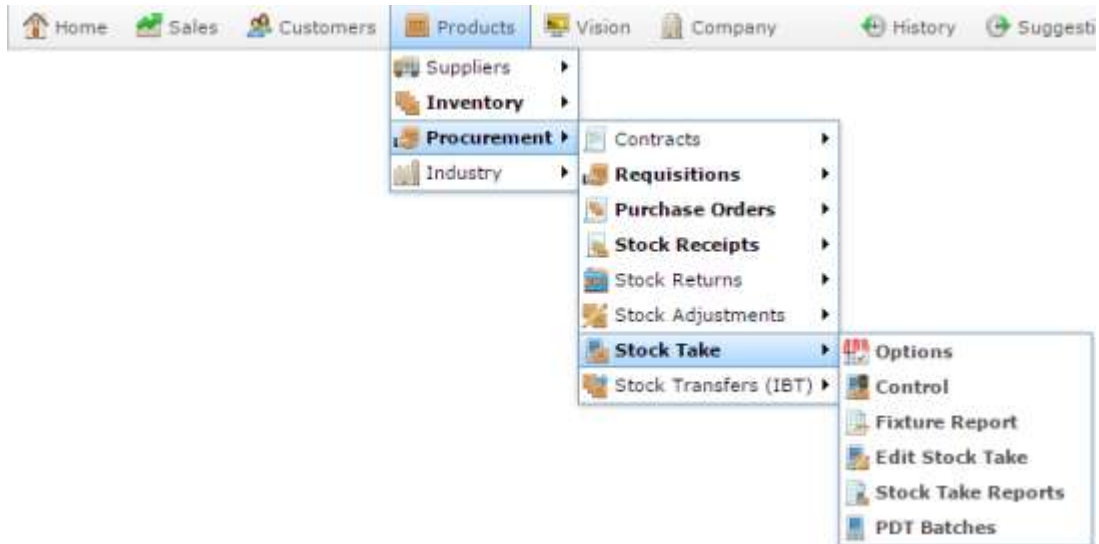 Home Sales Customers Products Vision Company History Suggesti
Suppliers
Inventory
Procurement
Industry
Contracts
Requisitions
Purchase Orders
Stock Receipts
Stock Returns
Stock Adjustments
Stock Take
Stock Transfers (IBT)
Options
Control
Fixture Report
Edit Stock Take
Stock Take Reports
PDT Batches